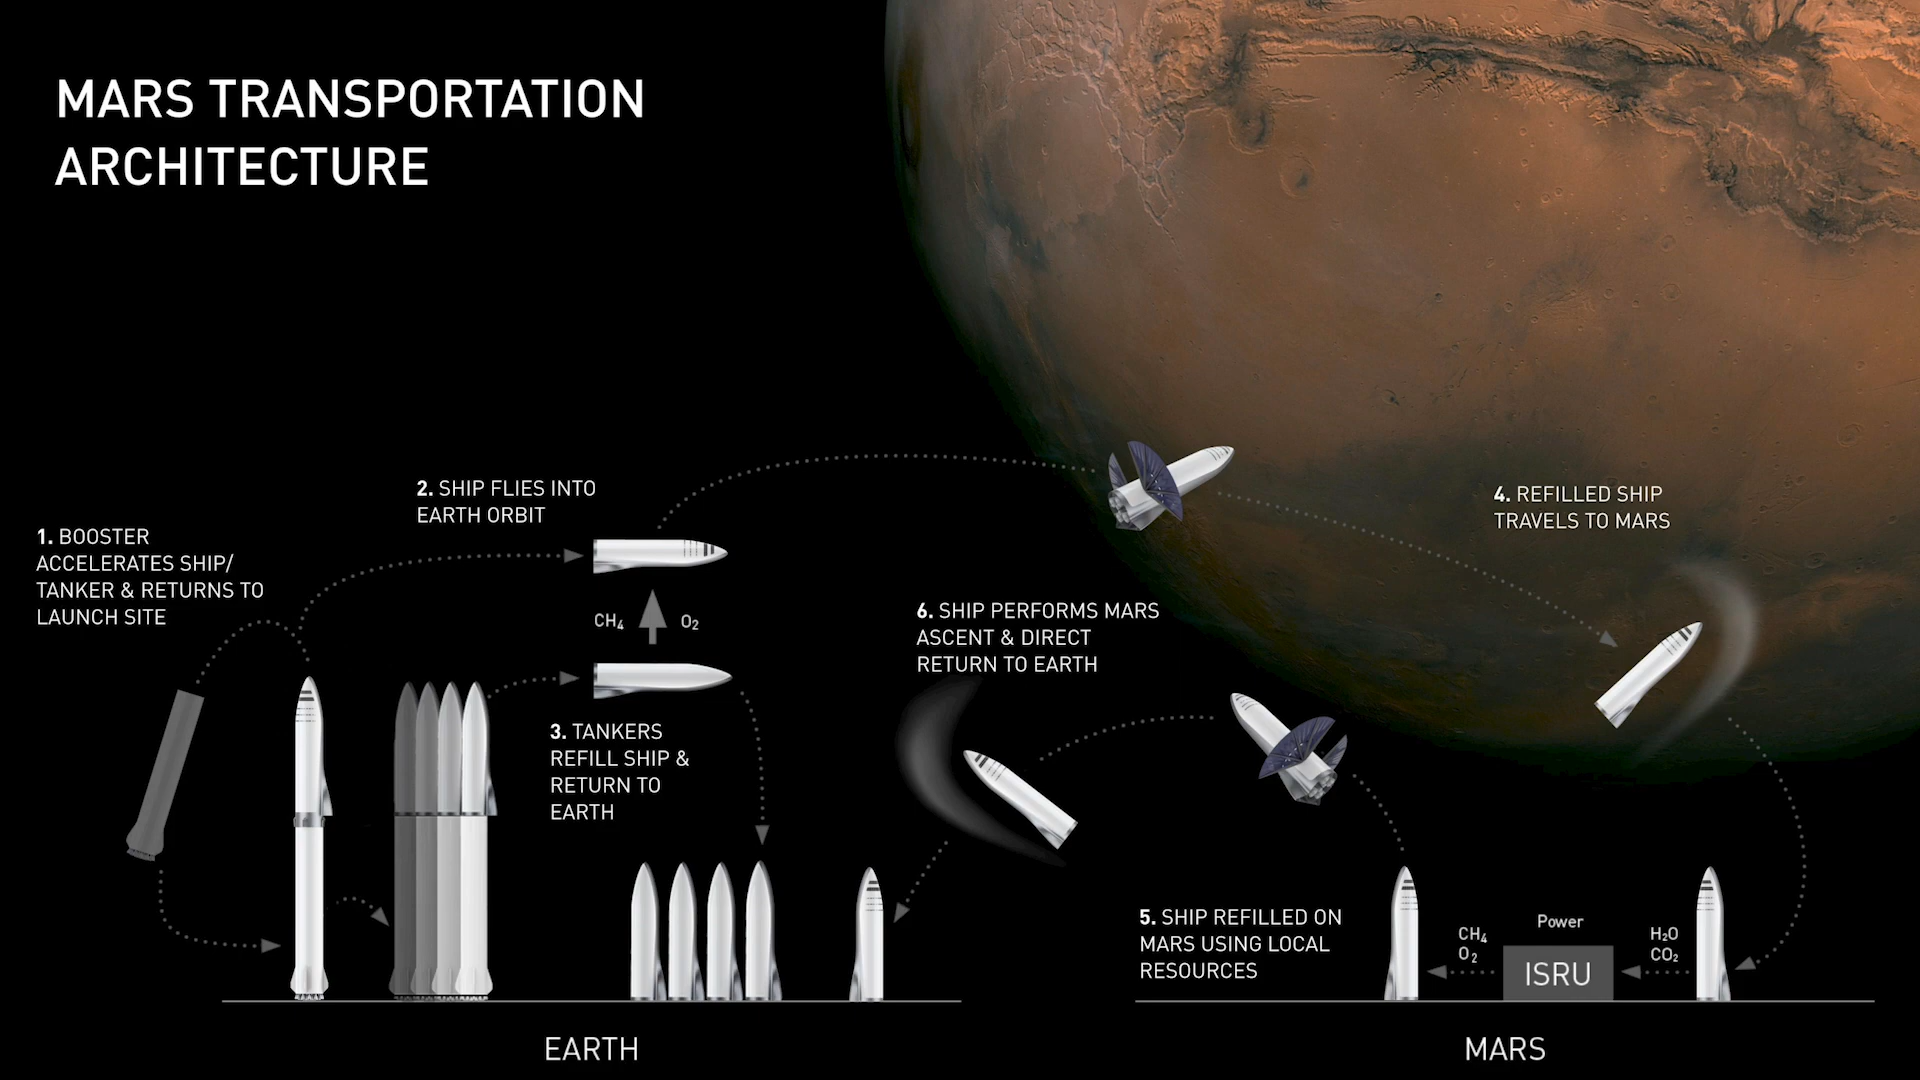 MARS TRANSPORTATION
ARCHITECTURE
1. BOOSTER
ACCELERATES SHIP/
TANKER & RETURNS TO
LAUNCH SITE
2. SHIP FLIES INTO
EARTH ORBIT
CH₄
O₂
3. TANKERS
REFILL SHIP &
RETURN TO
EARTH
4. REFILLED SHIP
TRAVELS TO MARS
5. SHIP REFILLED ON
MARS USING LOCAL
RESOURCES
6. SHIP PERFORMS MARS
ASCENT & DIRECT
RETURN TO EARTH
CH₄
O₂
Power
ISRU
H₂O
CO₂
EARTH
MARS